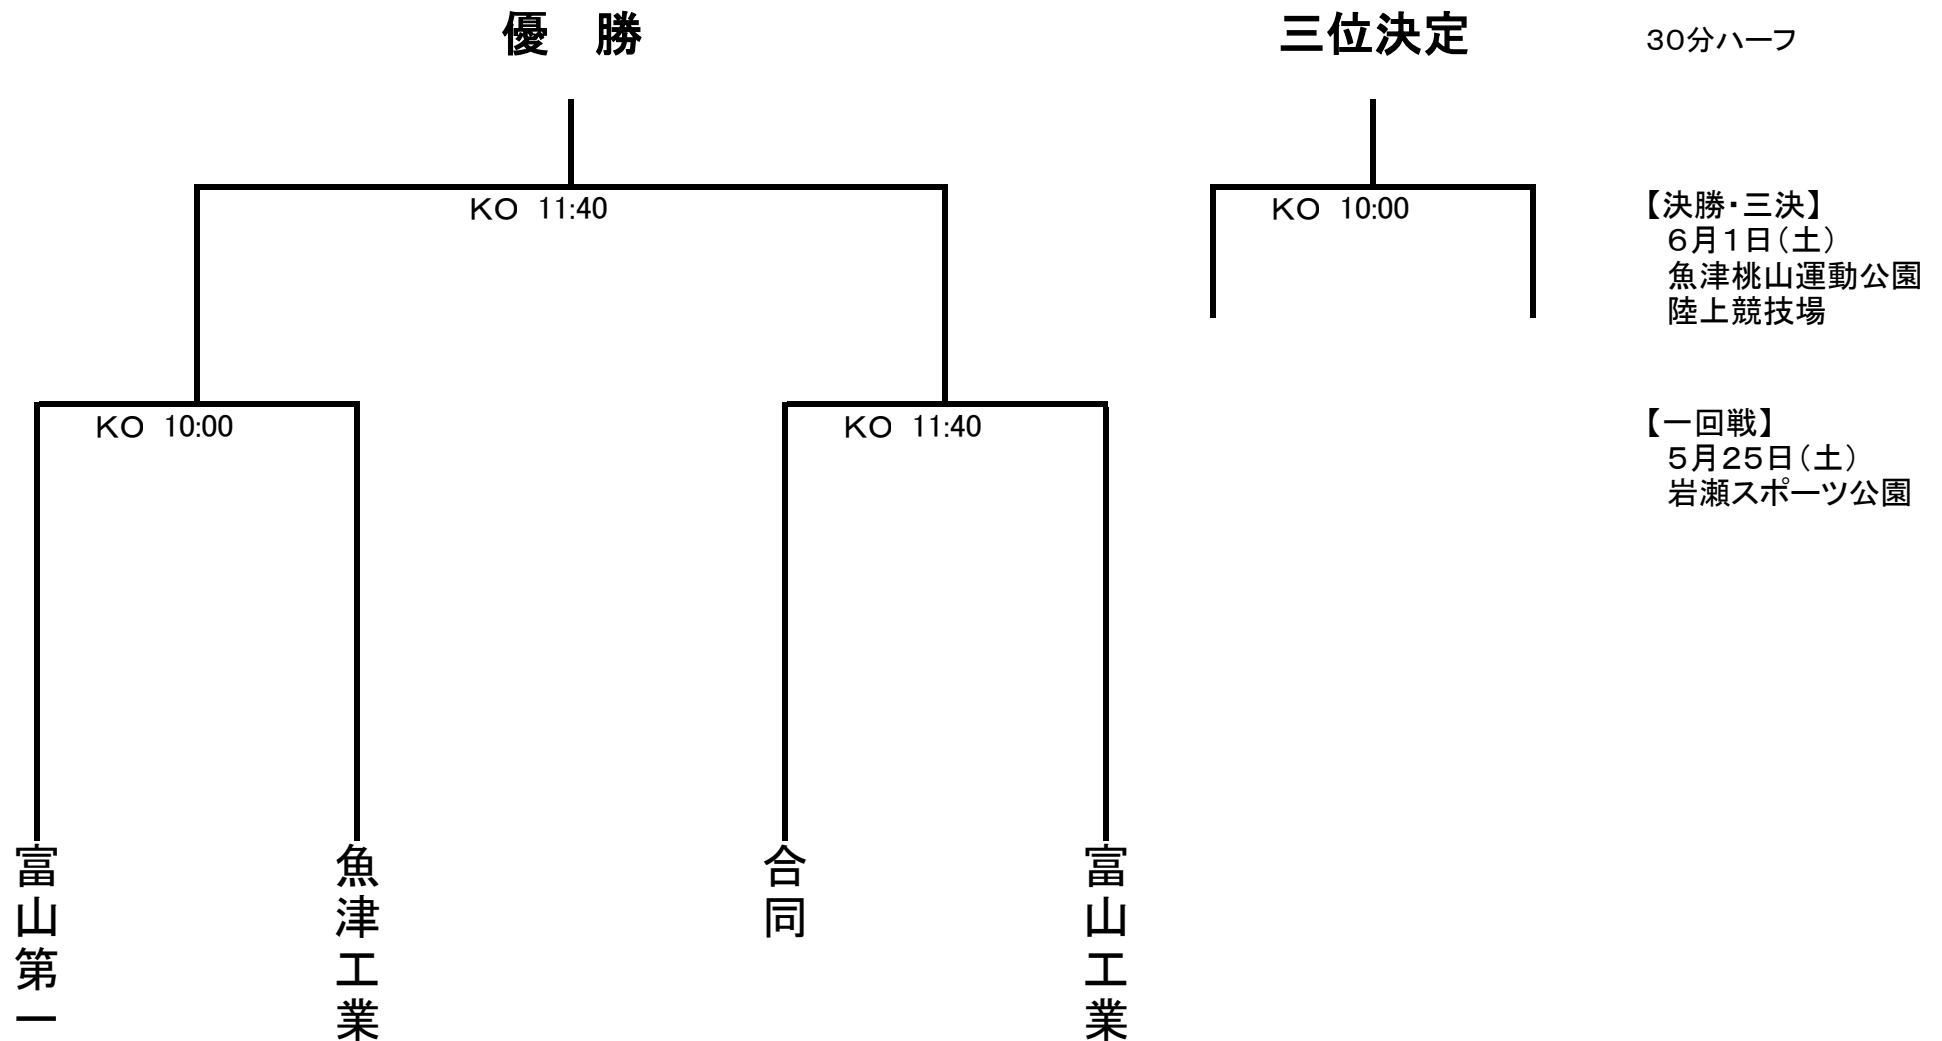 優　勝
三位決定
３０分ハーフ
ＫＯ 11:40
ＫＯ 10:00
【決勝・三決】
６月１日（土）
魚津桃山運動公園
陸上競技場
ＫＯ 10:00
ＫＯ 11:40
【一回戦】
５月２５日（土）
岩瀬スポーツ公園
富山第一
魚津工業
合同
富山工業